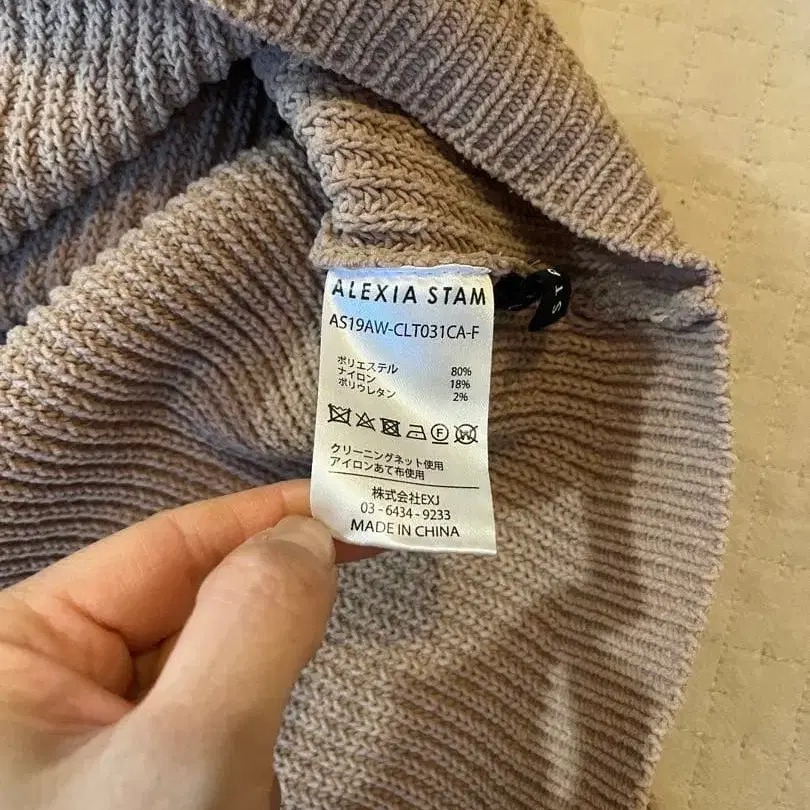 ALEXIA STAM
AS19AW-CLT031CA-F
ポリエステル 80%
ナイロン 18%
ポリウレタン 2%
F W
クリーニングネット使用
アイロンあて布使用
株式会社EXJ
03 - 6434 - 9233
MADE IN CHINA